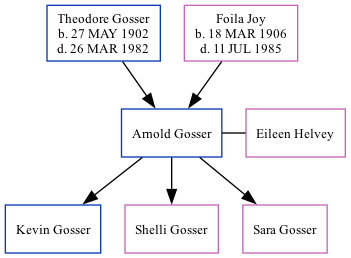 Theodore Gosser
b. 27 MAY 1902
d. 26 MAR 1982
Foila Joy
b. 18 MAR 1906
d. 11 JUL 1985
Arnold Gosser
Eileen Helvey
Kevin Gosser
Shelli Gosser
Sara Gosser